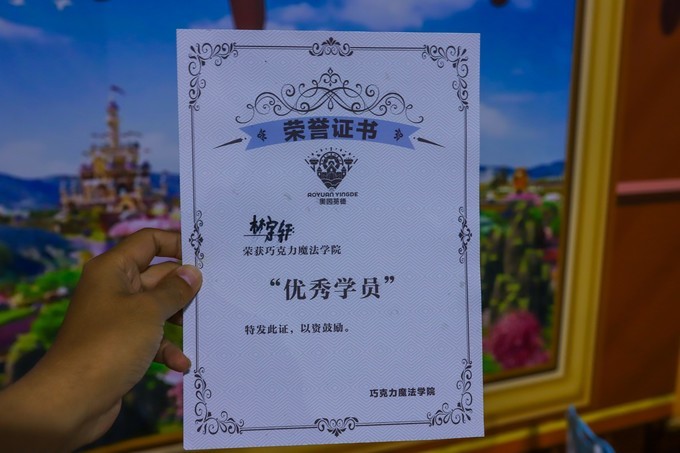 荣誉证书
AOYUAN YINGDE
奥园英德
林宇轩
荣获巧克力魔法学院
“优秀学员”
特发此证，以资鼓励。
巧克力魔法学院